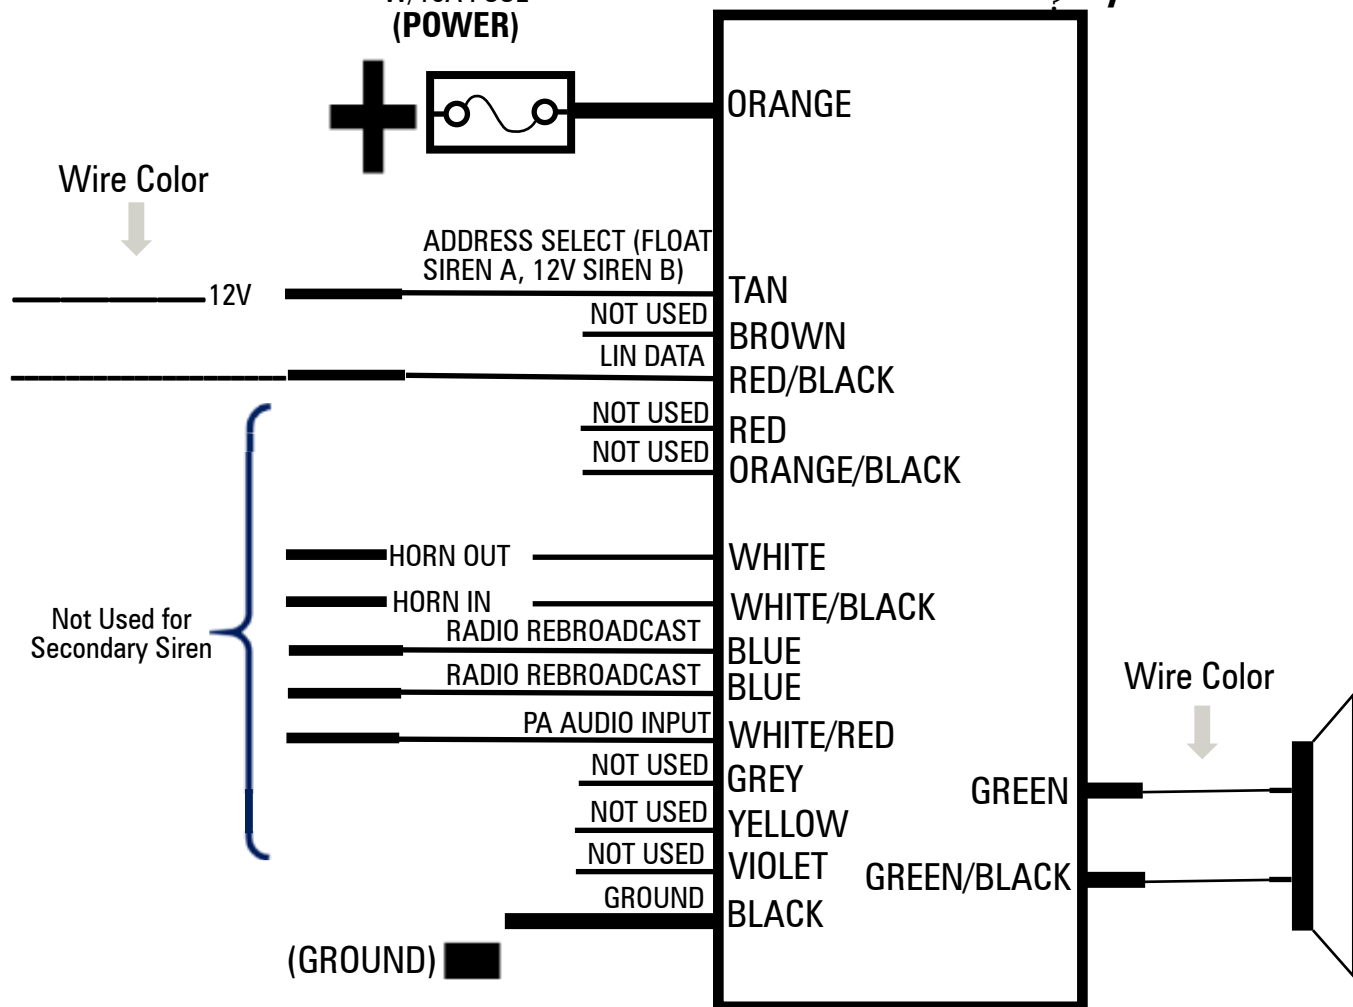 (POWER)
ORANGE
Wire Color
ADDRESS SELECT (FLOAT
SIREN A, 12V SIREN B)
12V
TAN
NOT USED
BROWN
LIN DATA
RED/BLACK
NOT USED
RED
NOT USED
ORANGE/BLACK
HORN OUT
WHITE
HORN IN
WHITE/BLACK
Not Used for
Secondary Siren
RADIO REBROADCAST
BLUE
RADIO REBROADCAST
BLUE
Wire Color
PA AUDIO INPUT
WHITE/RED
NOT USED
GREY
GREEN
NOT USED
YELLOW
NOT USED
VIOLET
GREEN/BLACK
GROUND
BLACK
(GROUND)